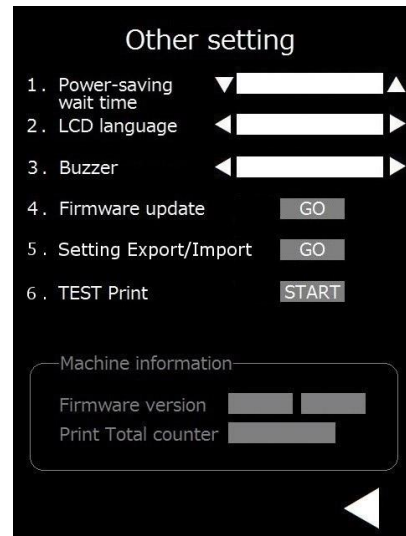 Other setting
1. Power-saving
wait time
2. LCD language
3. Buzzer
4. Firmware update GO
5. Setting Export/Import GO
6. TEST Print START
Machine information
Firmware version
Print Total counter